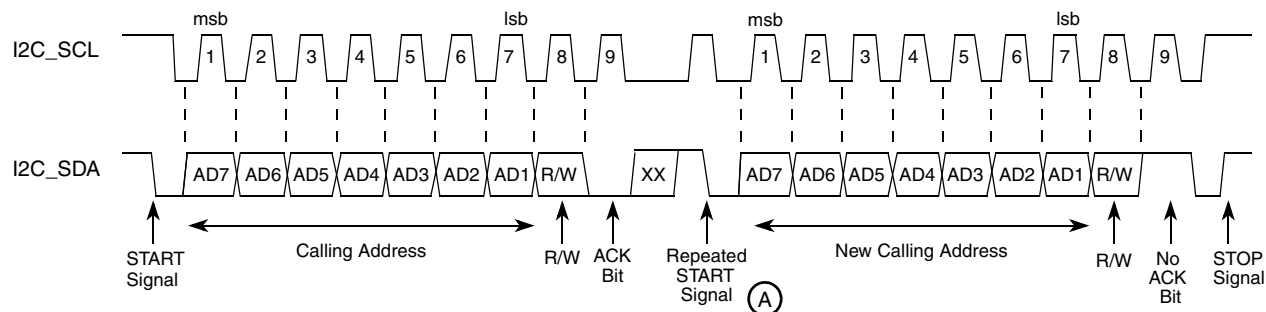 msb lsb msb lsb
I2C_SCL 1 2 3 4 5 6 7 8 9 1 2 3 4 5 6 7 8 9
I2C_SDA AD7 AD6 AD5 AD4 AD3 AD2 AD1 R/W XX AD7 AD6 AD5 AD4 AD3 AD2 AD1 R/W
START
Signal
Calling Address
R/W
ACK
Bit
Repeated
START
Signal
A
New Calling Address
R/W
No
ACK
Bit
STOP
Signal